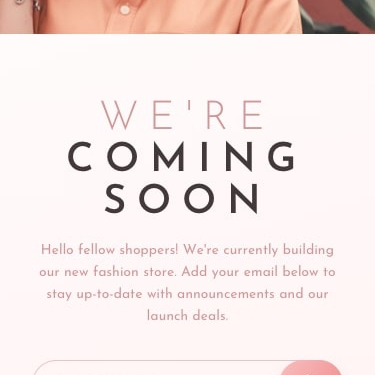 WE'RE
COMING
SOON
Hello fellow shoppers! We're currently building
our new fashion store. Add your email below to
stay up-to-date with announcements and our
launch deals.